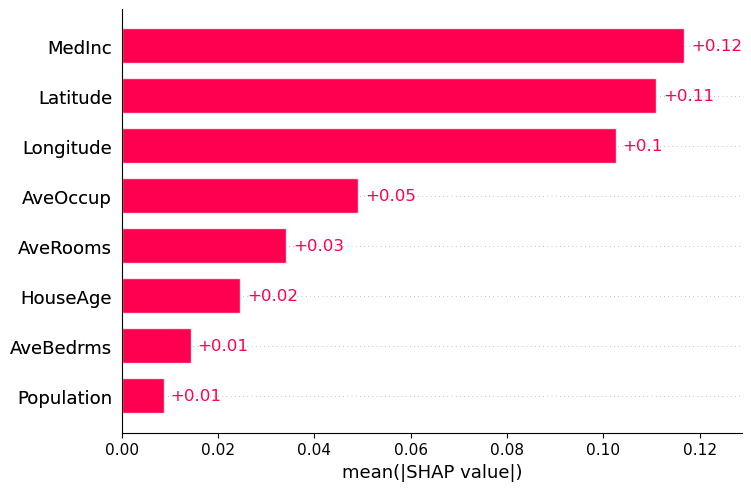 MedInc +0.12
Latitude +0.11
Longitude +0.1
AveOccup +0.05
AveRooms +0.03
HouseAge +0.02
AveBedrms +0.01
Population +0.01
0.00 0.02 0.04 0.06 0.08 0.10 0.12
mean(|SHAP value|)